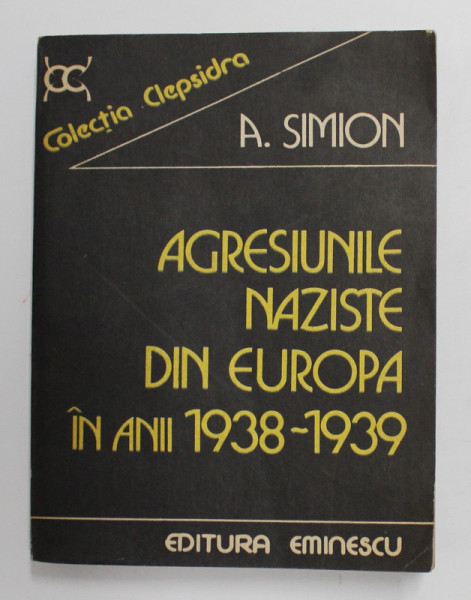 CC
Colecția Clepsidra
A. SIMION
AGRESIUNILE
NAZISTE
DIN EUROPA
ÎN ANII 1938-1939
EDITURA EMINESCU